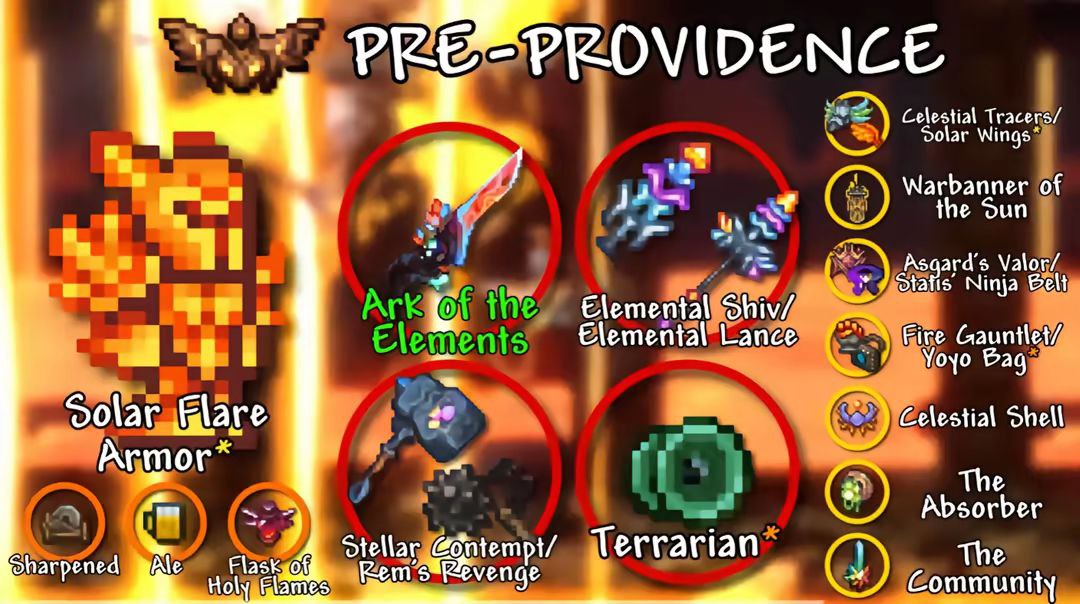 PRE-PROVIDENCE
Solar Flare
Armor*
Sharpened
Ale
Flask of
Holy Flames
Ark of the
Elements
Elemental Shiv/
Elemental Lance
Stellar Contempt/
Rem's Revenge
Terrarian*
Celestial Tracers/
Solar Wings*
Warbanner of
the Sun
Asgard's Valor/
Statis' Ninja Belt
Fire Gauntlet/
Yoyo Bag*
Celestial Shell
The
Absorber
The
Community